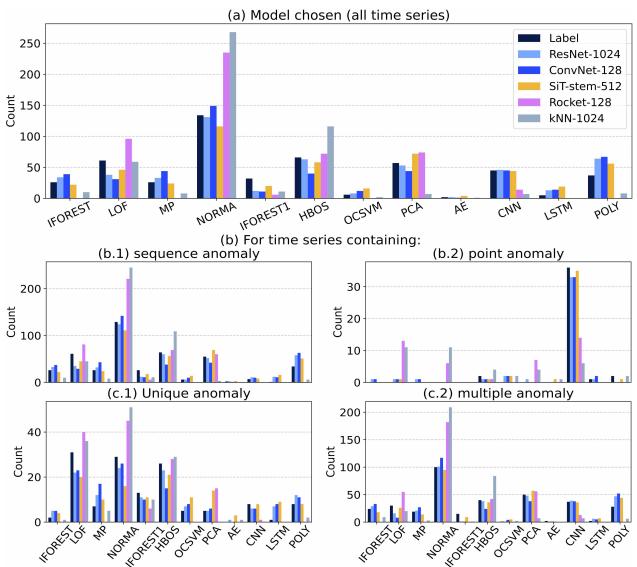 (a) Model chosen (all time series)
Count
250
200
150
100
50
0
Label
ResNet-1024
ConvNet-128
SiT-stem-512
Rocket-128
kNN-1024
IFOREST
LOF
MP
NORMA
IFOREST1
HBOS
OCSVM
PCA
AE
CNN
LSTM
POLY
(b) For time series containing:
(b.1) sequence anomaly
Count
200
100
0
(b.2) point anomaly
Count
30
20
10
0
(c.1) Unique anomaly
Count
40
20
0
IFOREST
LOF
MP
NORMA
IFOREST1
HBOS
OCSVM
PCA
AE
CNN
LSTM
POLY
(c.2) multiple anomaly
Count
200
150
100
50
0
IFOREST
LOF
MP
NORMA
IFOREST1
HBOS
OCSVM
PCA
AE
CNN
LSTM
POLY